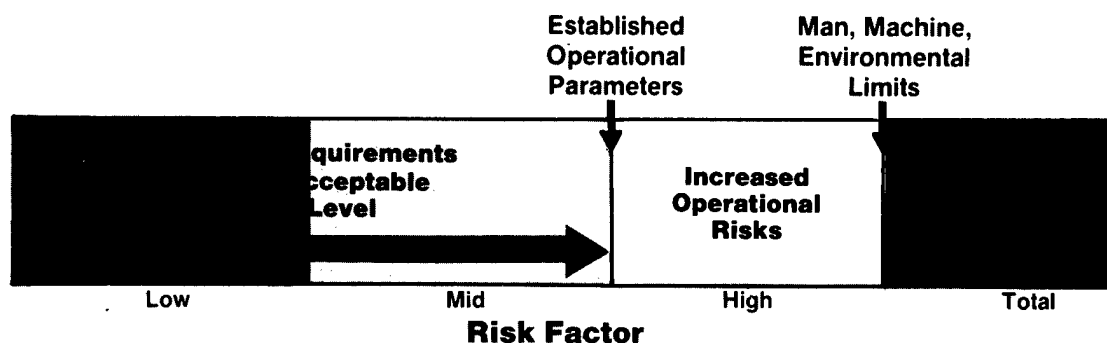 Established
Operational
Parameters
Man, Machine,
Environmental
Limits
quirements
cceptable
Level
Increased
Operational
Risks
Low
Mid
High
Total
Risk Factor